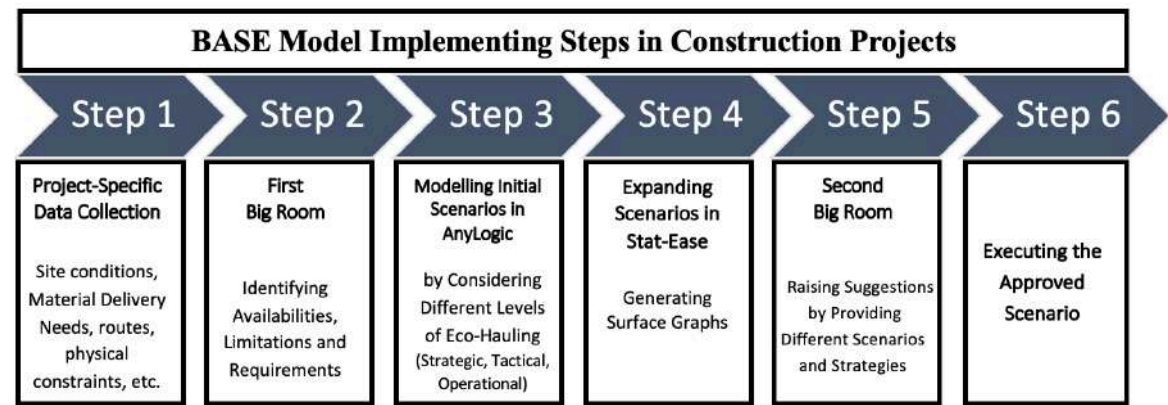 BASE Model Implementing Steps in Construction Projects
Step 1
Step 2
Step 3
Step 4
Step 5
Step 6
Project-Specific
Data Collection
Site conditions,
Material Delivery
Needs, routes,
physical
constraints, etc.
First
Big Room
Identifying
Availabilities,
Limitations and
Requirements
Modelling Initial
Scenarios in
AnyLogic
by Considering
Different Levels
of Eco-Hauling
(Strategic, Tactical,
Operational)
Expanding
Scenarios in
Stat-Ease
Generating
Surface Graphs
Second
Big Room
Raising Suggestions
by Providing
Different Scenarios
and Strategies
Executing the
Approved
Scenario